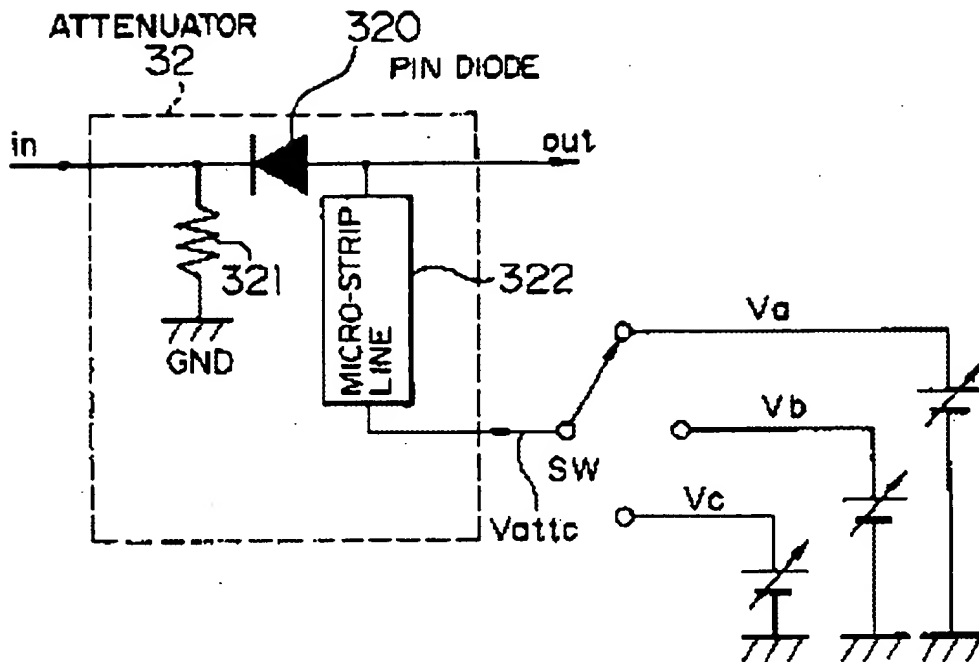 ATTENUATOR
32
320
PIN DIODE
in
out
321
GND
MICRO-STRIP
LINE
322
Va
Vb
SW
Vc
Vattc